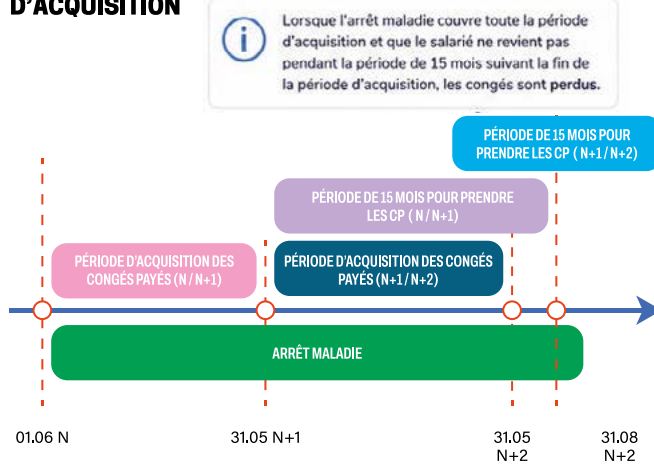 D'ACQUISITION
Lorsque l'arrêt maladie couvre toute la période
d'acquisition et que le salarié ne revient pas
pendant la période de 15 mois suivant la fin de
la période d'acquisition, les congés sont perdus.
PÉRIODE DE 15 MOIS POUR
PRENDRE LES CP ( N+1 / N+2)
PÉRIODE DE 15 MOIS POUR PRENDRE
LES CP ( N / N+1)
PÉRIODE D'ACQUISITION DES
CONGÉS PAYÉS (N / N+1)
PÉRIODE D'ACQUISITION DES CONGÉS
PAYÉS (N+1 / N+2)
ARRÊT MALADIE
01.06 N
31.05 N+1
31.05
N+2
31.08
N+2